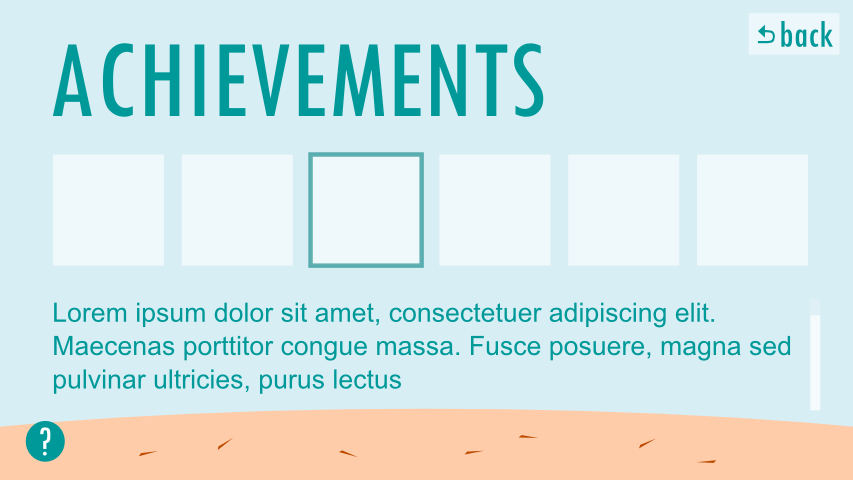 back
ACHIEVEMENTS
Lorem ipsum dolor sit amet, consectetuer adipiscing elit.
Maecenas porttitor congue massa. Fusce posuere, magna sed
pulvinar ultricies, purus lectus
?